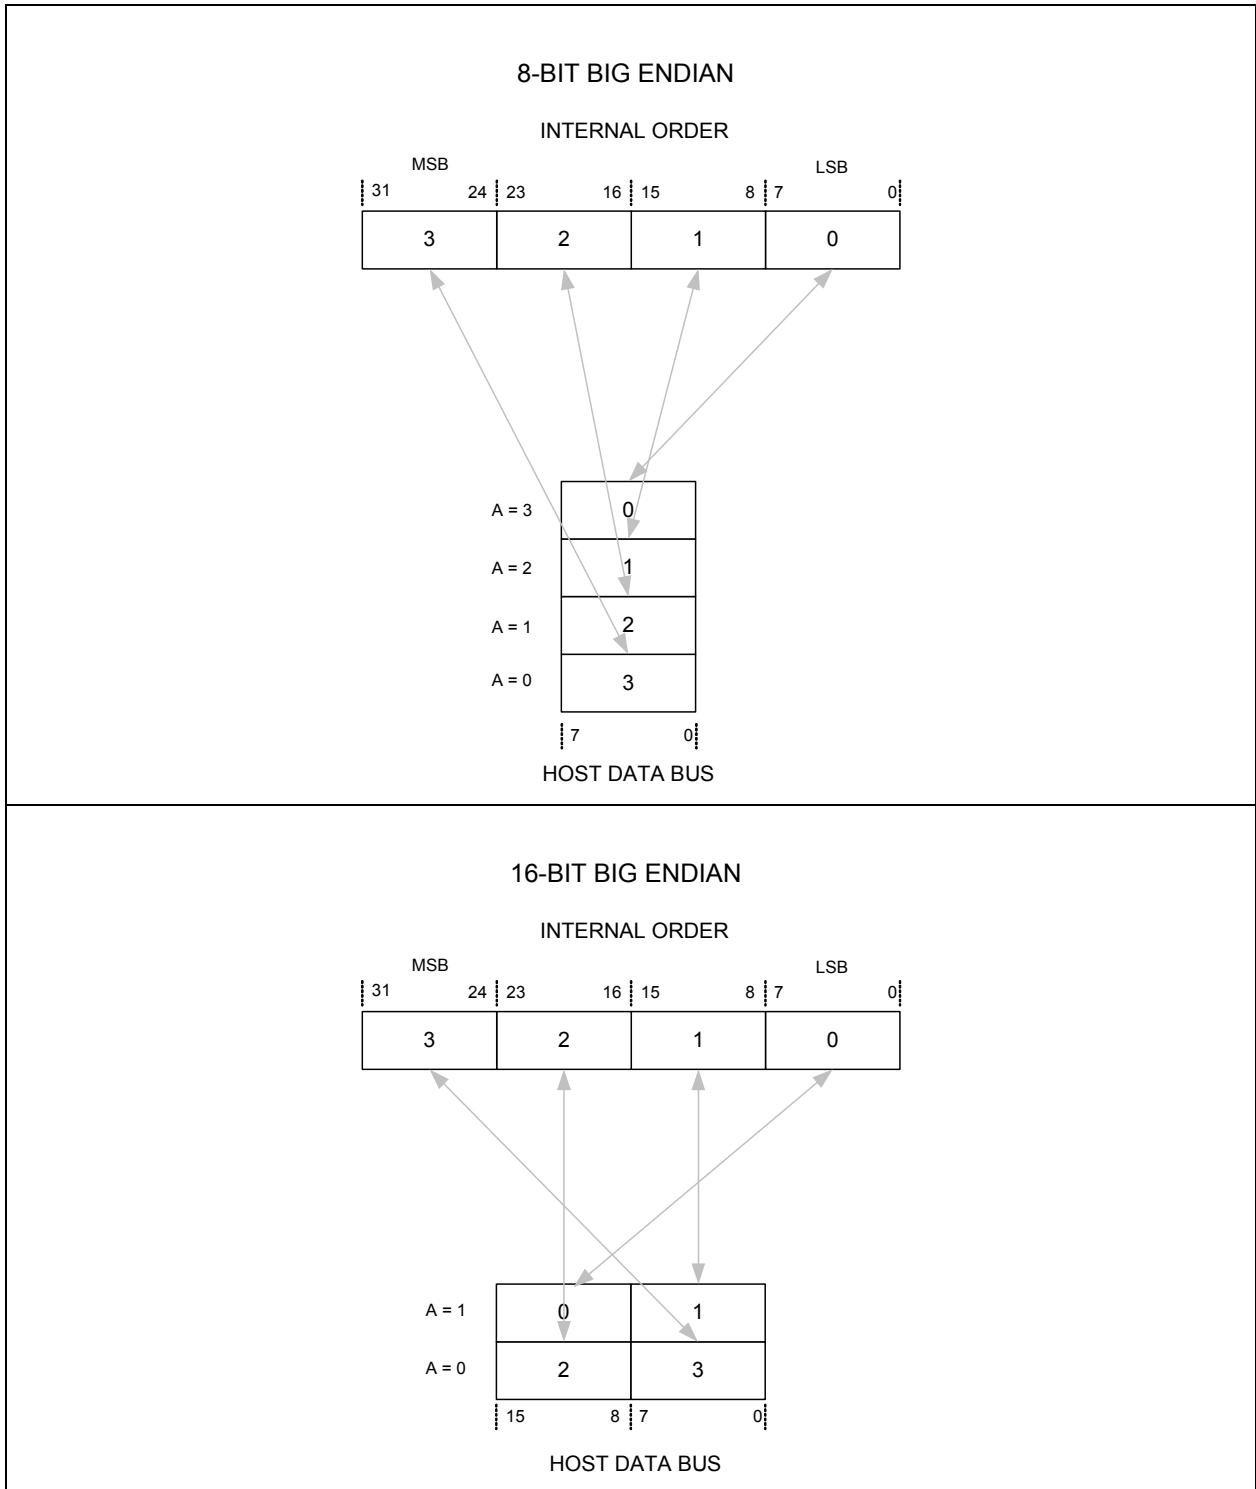 8-BIT BIG ENDIAN
INTERNAL ORDER
MSB LSB
31 24 23 16 15 8 7 0
3 2 1 0
A = 3 0
A = 2 1
A = 1 2
A = 0 3
7 0
HOST DATA BUS
16-BIT BIG ENDIAN
INTERNAL ORDER
MSB LSB
31 24 23 16 15 8 7 0
3 2 1 0
A = 1 0 1
A = 0 2 3
15 8 7 0
HOST DATA BUS